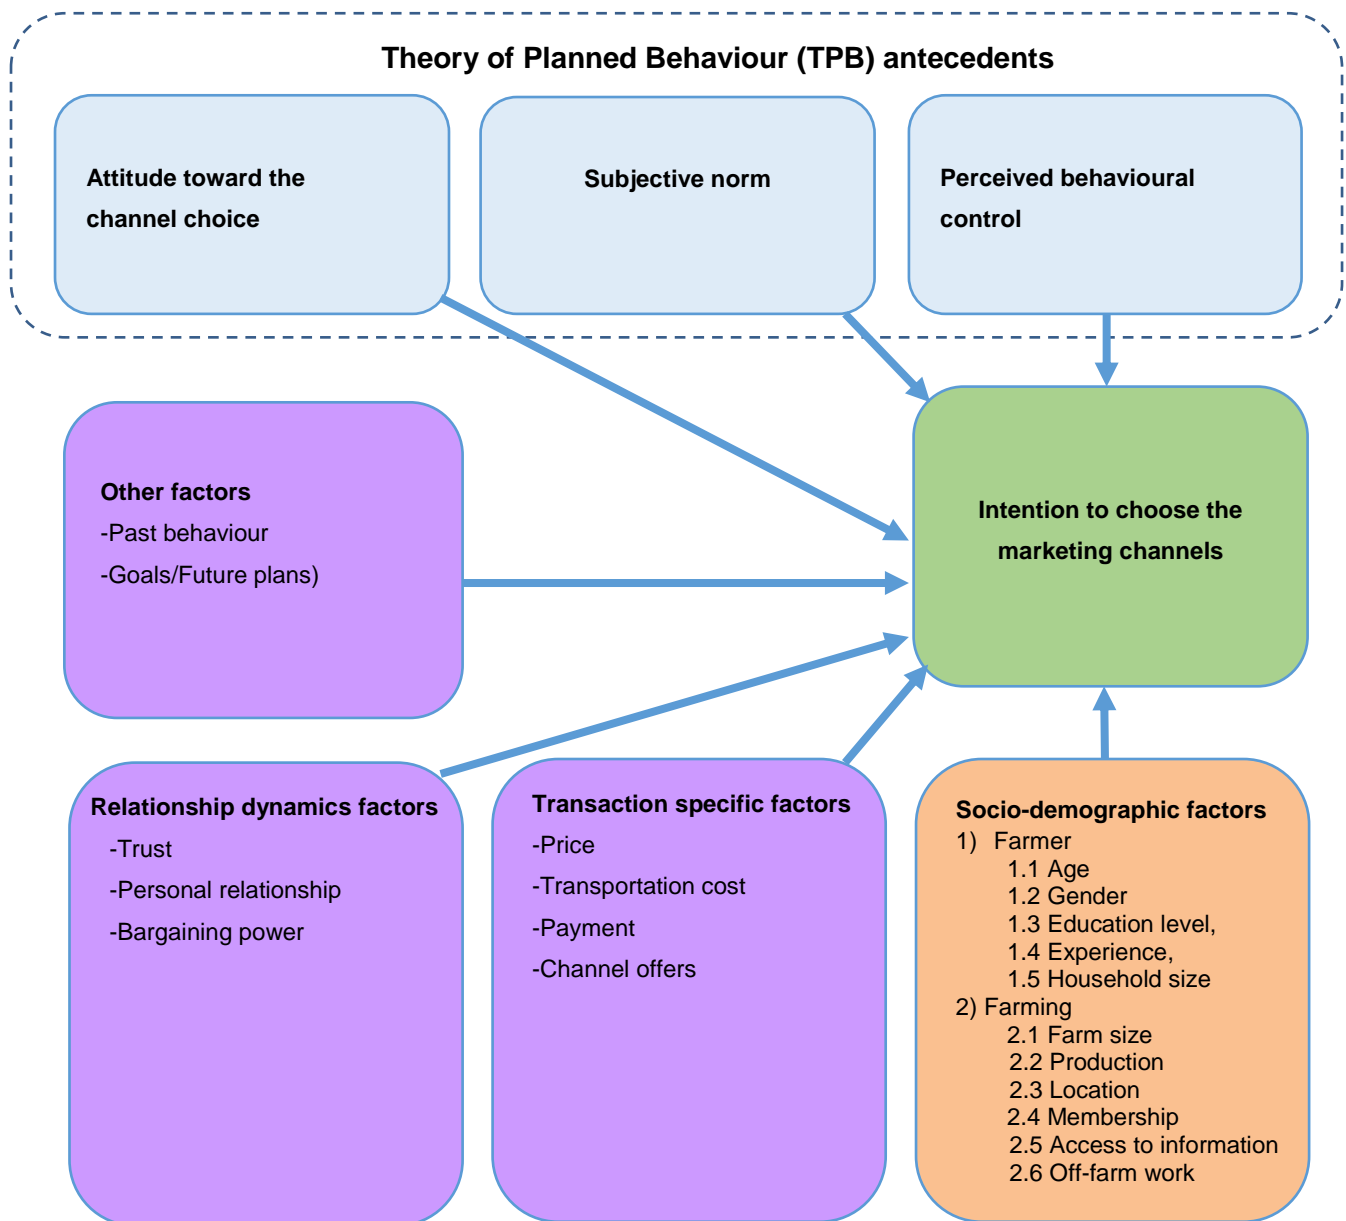 Theory of Planned Behaviour (TPB) antecedents
Attitude toward the
channel choice
Subjective norm
Perceived behavioural
control
Other factors
-Past behaviour
-Goals/Future plans)
Intention to choose the
marketing channels
Relationship dynamics factors
-Trust
-Personal relationship
-Bargaining power
Transaction specific factors
-Price
-Transportation cost
-Payment
-Channel offers
Socio-demographic factors
1) Farmer
1.1 Age
1.2 Gender
1.3 Education level,
1.4 Experience,
1.5 Household size
2) Farming
2.1 Farm size
2.2 Production
2.3 Location
2.4 Membership
2.5 Access to information
2.6 Off-farm work